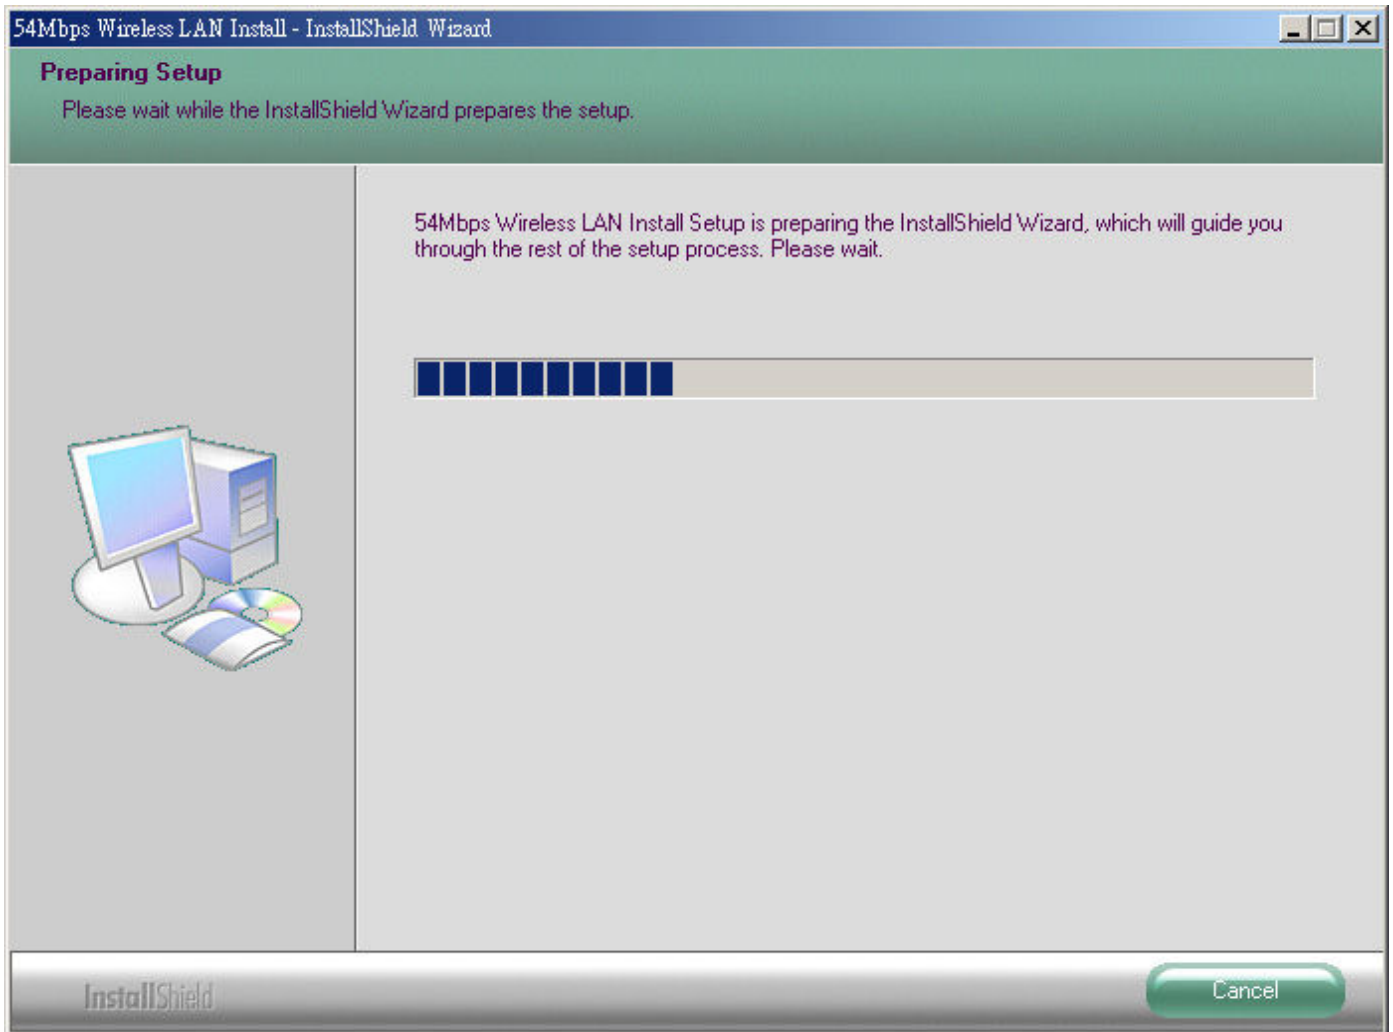 54Mbps Wireless LAN Install - InstallShield Wizard
Preparing Setup
Please wait while the InstallShield Wizard prepares the setup.
54Mbps Wireless LAN Install Setup is preparing the InstallShield Wizard, which will guide you
through the rest of the setup process. Please wait.
InstallShield
Cancel